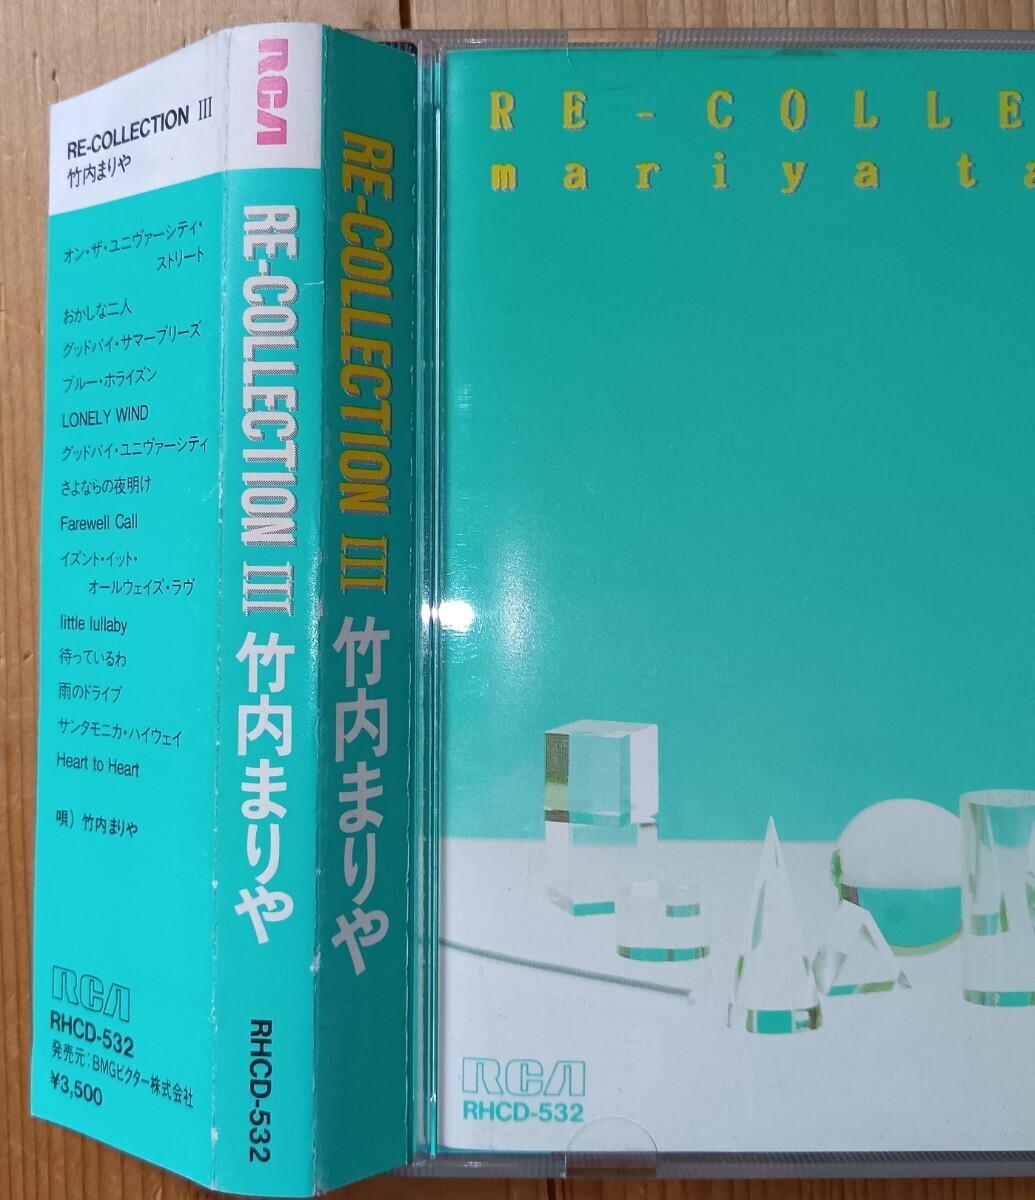 RE-COLLECTION III
竹内まりや
オン・ザ・ユニヴァーシティ・
ストリート
おかしな二人
グッドバイ・サマーブリーズ
ブルー・ホライズン
LONELY WIND
グッドバイ・ユニヴァーシティ
さよならの夜明け
Farewell Call
イズント・イット・
オールウェイズ・ラヴ
little lullaby
待っているわ
雨のドライブ
サンタモニカ・ハイウェイ
Heart to Heart
唄）竹内まりや
RCA
RHCD-532
発売元：BMGビクター株式会社
¥3,500
RCA
RE-COLLECTION III 竹内まりや
RHCD-532
RE-COLLECTION III 竹内まりや
RE-COLLE
mariya ta
RCA
RHCD-532